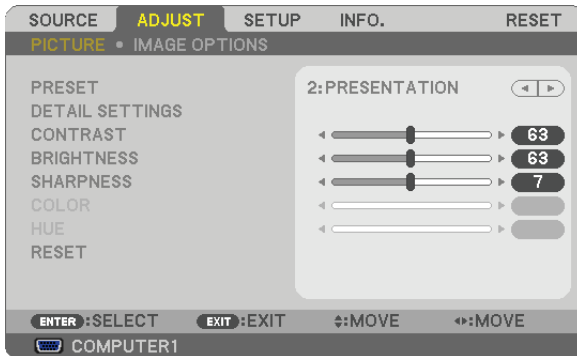 SOURCE ADJUST SETUP INFO. RESET
PICTURE • IMAGE OPTIONS
PRESET 2:PRESENTATION
DETAIL SETTINGS
CONTRAST 63
BRIGHTNESS 63
SHARPNESS 7
COLOR
HUE
RESET
ENTER :SELECT EXIT :EXIT :MOVE :MOVE
COMPUTER1